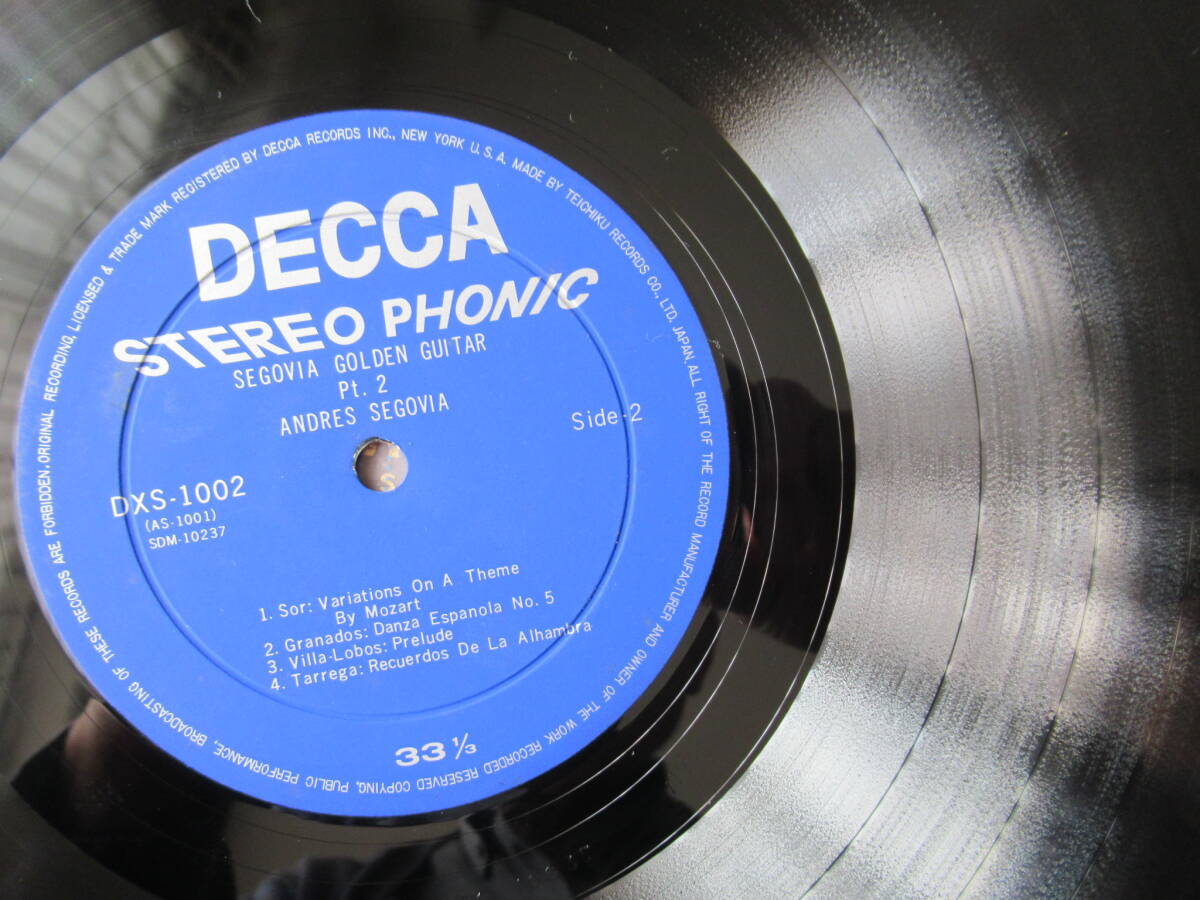 DECCA
STEREO PHONIC
SEGOVIA GOLDEN GUITAR
Pt. 2
ANDRES SEGOVIA
Side-2
DXS-1002
(AS-1001)
SDM-10237
1. Sor: Variations On A Theme
By Mozart
2. Granados: Danza Espanola No. 5
3. Villa-Lobos: Prelude
4. Tarrega: Recuerdos De La Alhambra
33 1/3
LICENSED & TRADE MARK REGISTERED BY DECCA RECORDS INC., NEW YORK U. S. A. MADE BY TEICHIKU RECORDS CO., LTD. JAPAN, ALL RIGHT OF THE RECORD MANUFACTURER AND OWNER OF THE WORK RECORDED RESERVED COPYING, PUBLIC PERFORMANCE, BROADCASTING OF THESE RECORDS ARE FORBIDDEN. ORIGINAL RECORDING,